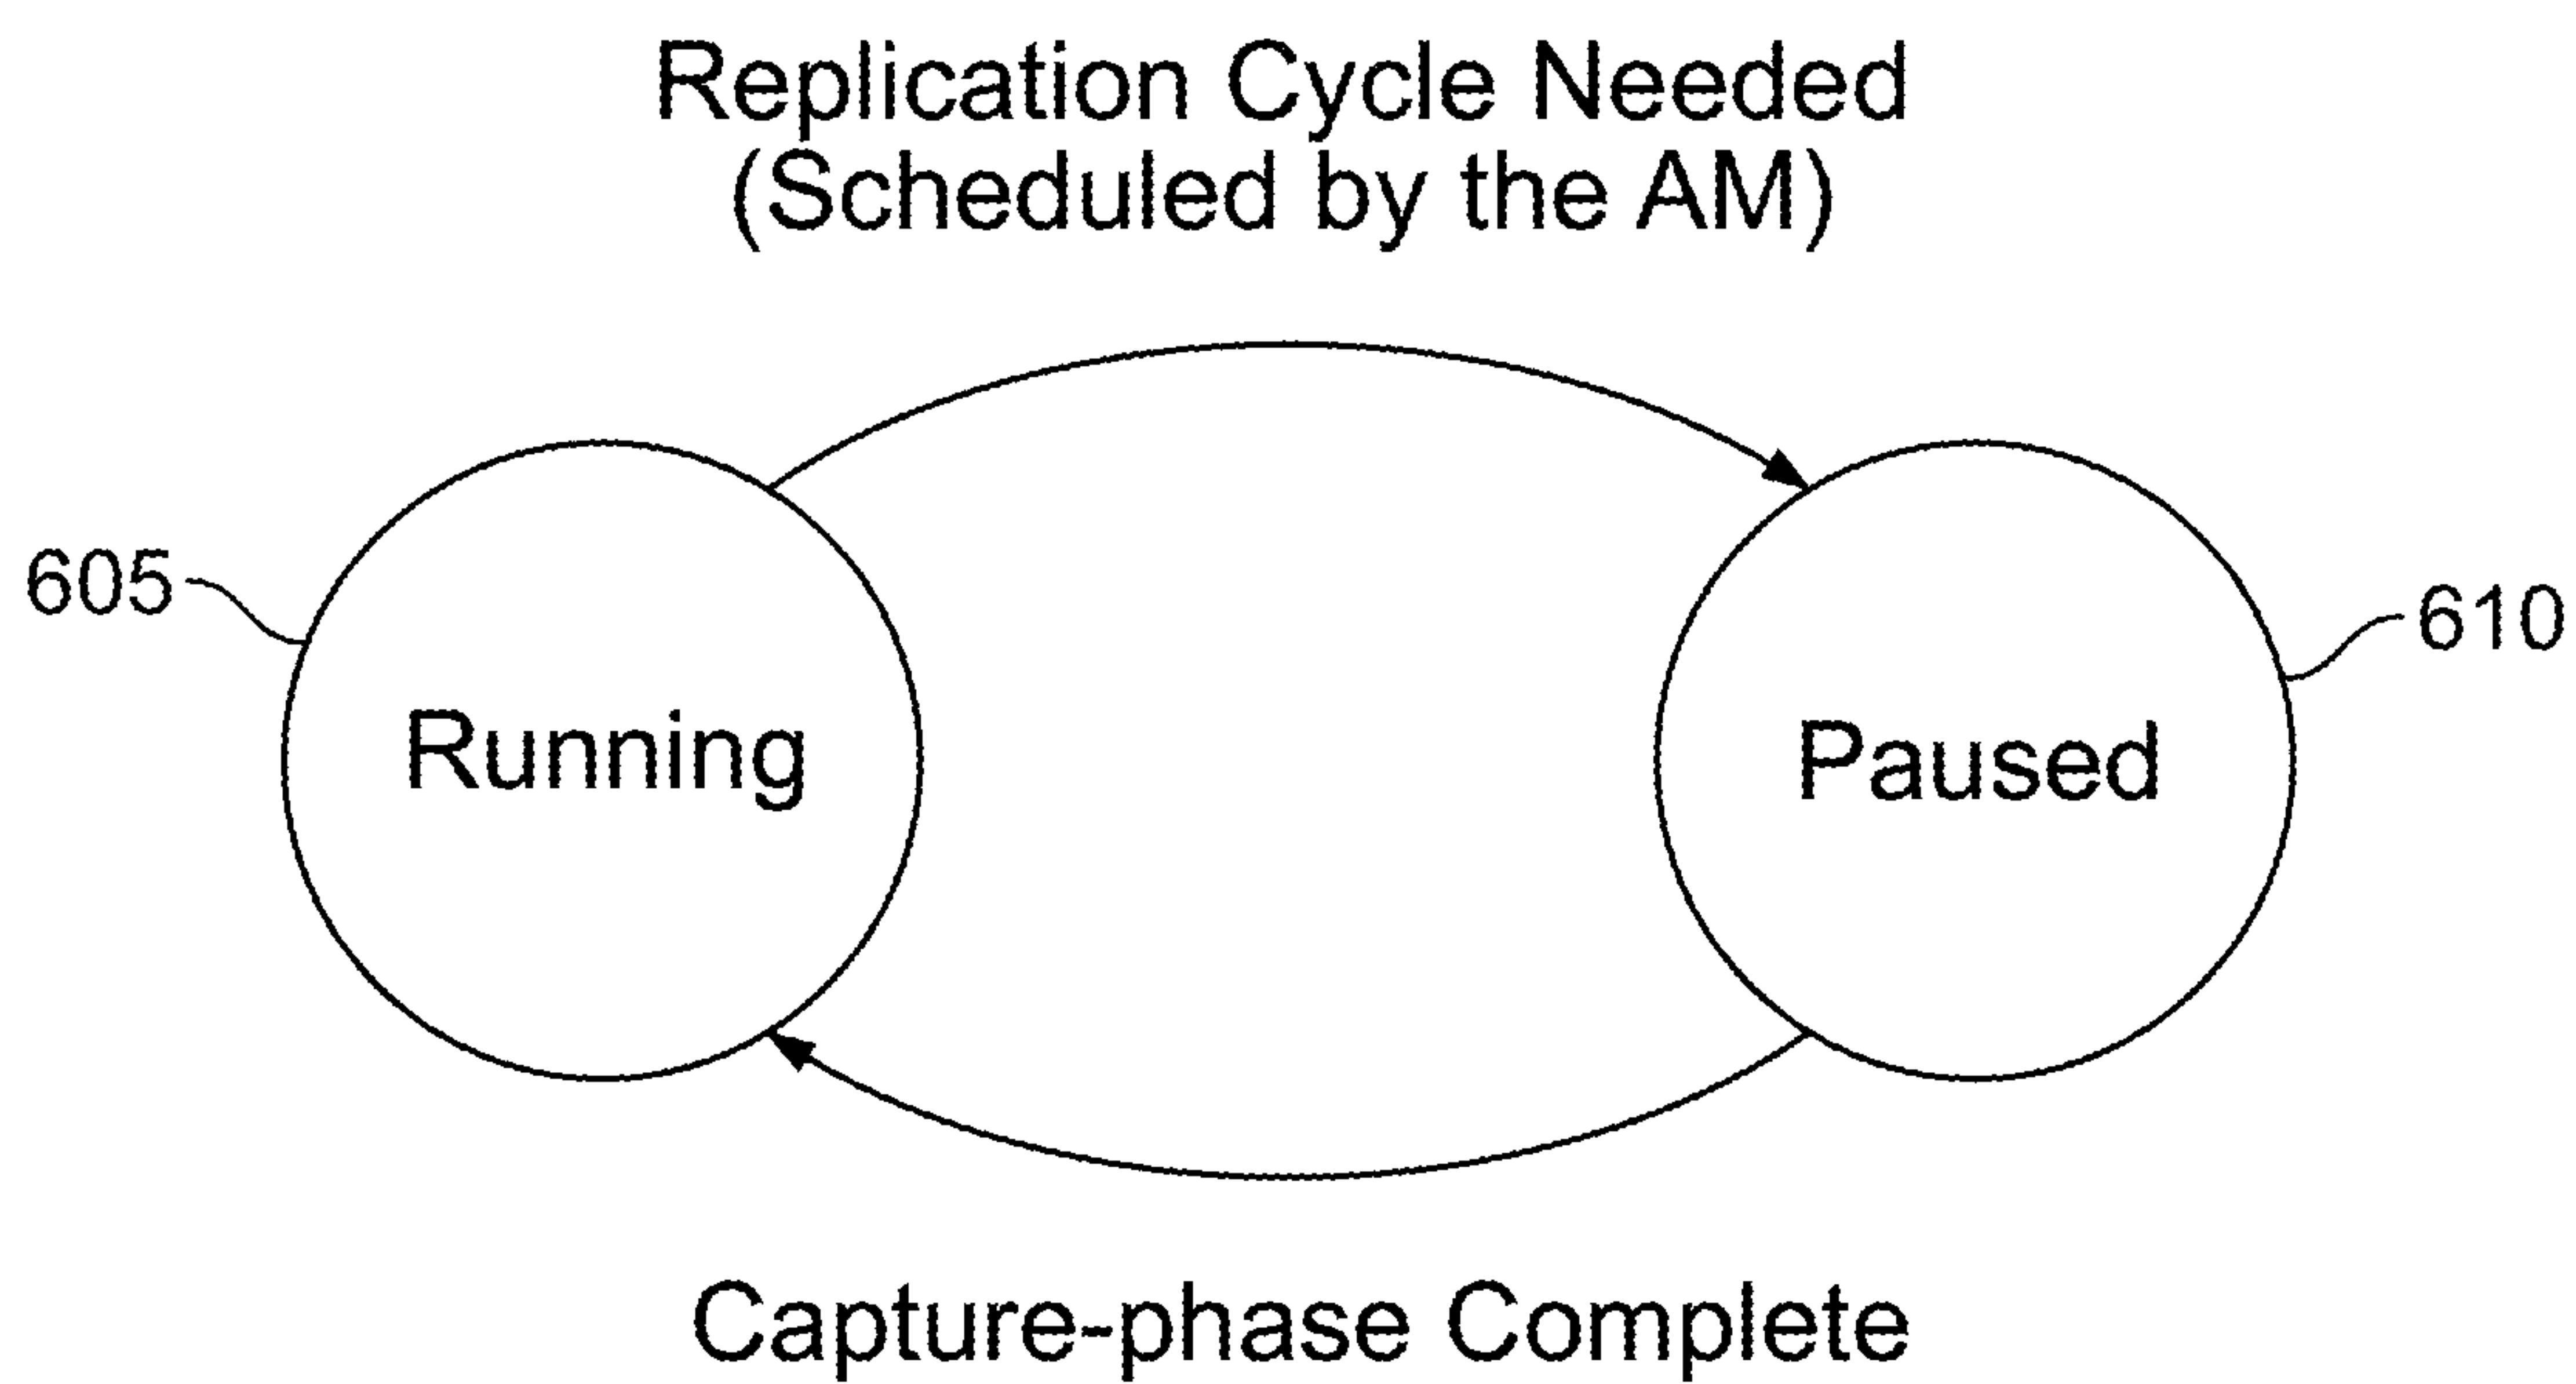 Replication Cycle Needed
(Scheduled by the AM)
605
610
Running
Paused
Capture-phase Complete